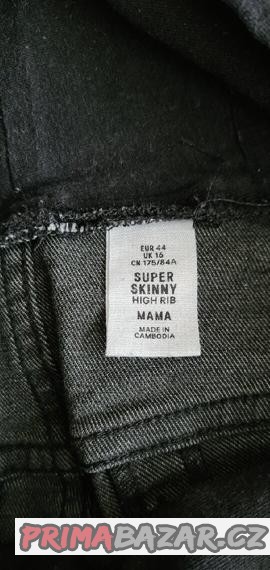 EUR 44
UK 16
CN 175/84A
SUPER
SKINNY
HIGH RIB
MAMA
MADE IN
CAMBODIA
PRIMABAZAR.CZ